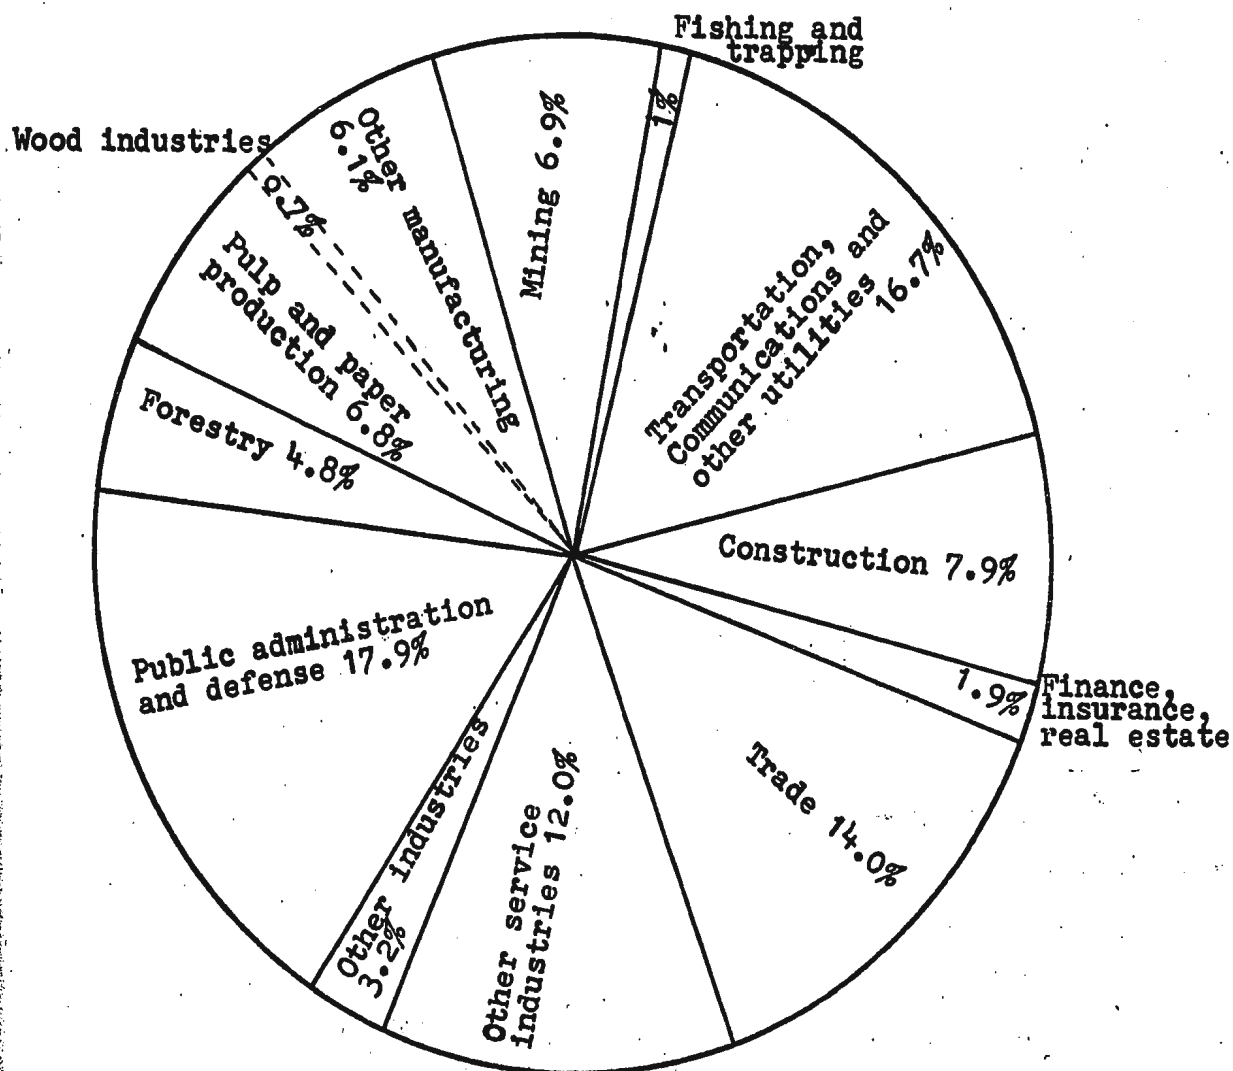 Fishing and
trapping
1%
Transportation,
Communications and
other utilities
16.7%
Construction 7.9%
1.9%
Finance,
insurance,
real estate
Trade 14.0%
Other service
industries 12.0%
Other industries
3.2%
Public administration
and defense 17.9%
Forestry 4.8%
Pulp and paper
production 6.8%
Wood industries
0.7%
Other manufacturing
6.1%
Mining 6.9%